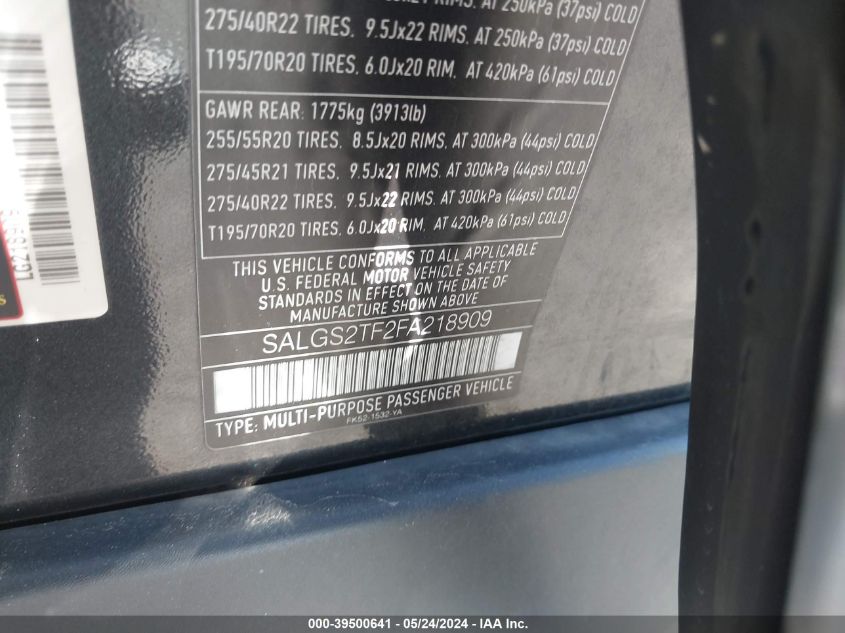 RIMS. AT 250kPa (37psi) COLD
275/40R22 TIRES. 9.5Jx22 RIMS. AT 250kPa (37psi) COLD
T195/70R20 TIRES. 6.0Jx20 RIM. AT 420kPa (61psi) COLD
GAWR REAR: 1775kg (3913lb)
255/55R20 TIRES. 8.5Jx20 RIMS. AT 300kPa (44psi) COLD
275/45R21 TIRES. 9.5Jx21 RIMS. AT 300kPa (44psi) COLD
275/40R22 TIRES. 9.5Jx22 RIMS. AT 300kPa (44psi) COLD
T195/70R20 TIRES. 6.0Jx20 RIM. AT 420kPa (61psi) COLD
THIS VEHICLE CONFORMS TO ALL APPLICABLE
U.S. FEDERAL MOTOR VEHICLE SAFETY
STANDARDS IN EFFECT ON THE DATE OF
MANUFACTURE SHOWN ABOVE
SALGS2TF2FA218909
TYPE: MULTI-PURPOSE PASSENGER VEHICLE
FK52-1532-YA
000-39500641 / 05/24/2024 / IAA Inc.